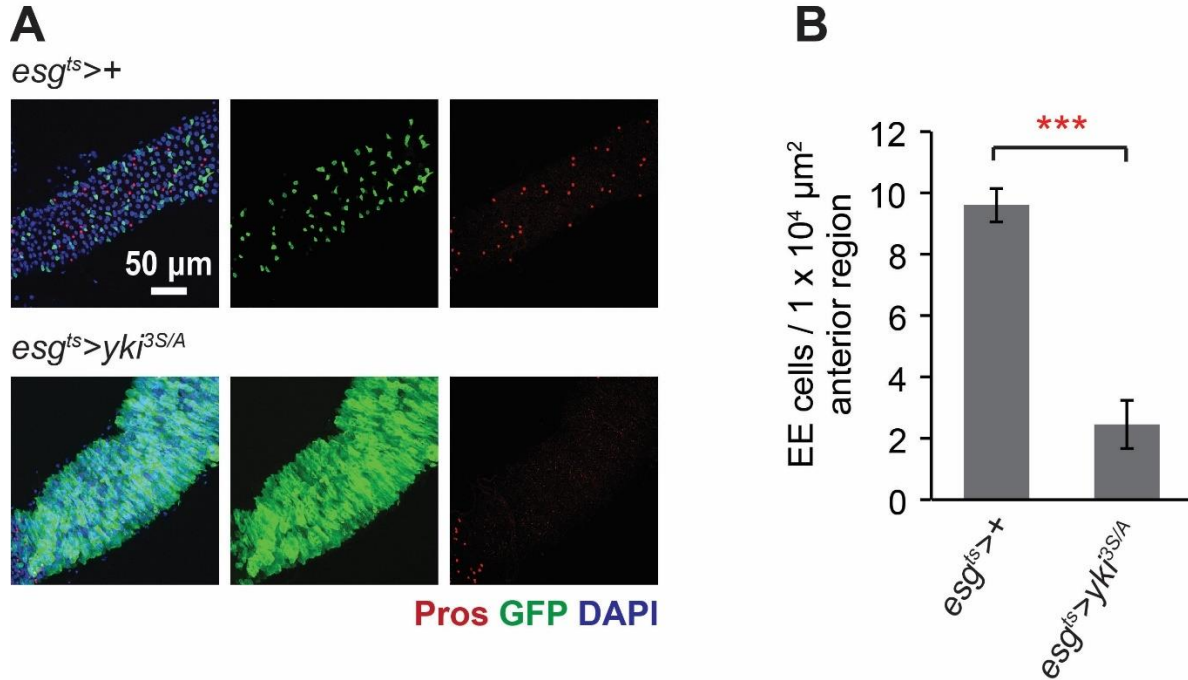 A
esgᵗˢ>+
50 µm
esgᵗˢ>yki³ˢ/ᴬ
Pros GFP DAPI
B
***
12
10
8
6
4
2
0
EE cells / 1 x 10⁴ µm²
anterior region
esgᵗˢ>+
esgᵗˢ>yki³ˢ/ᴬ